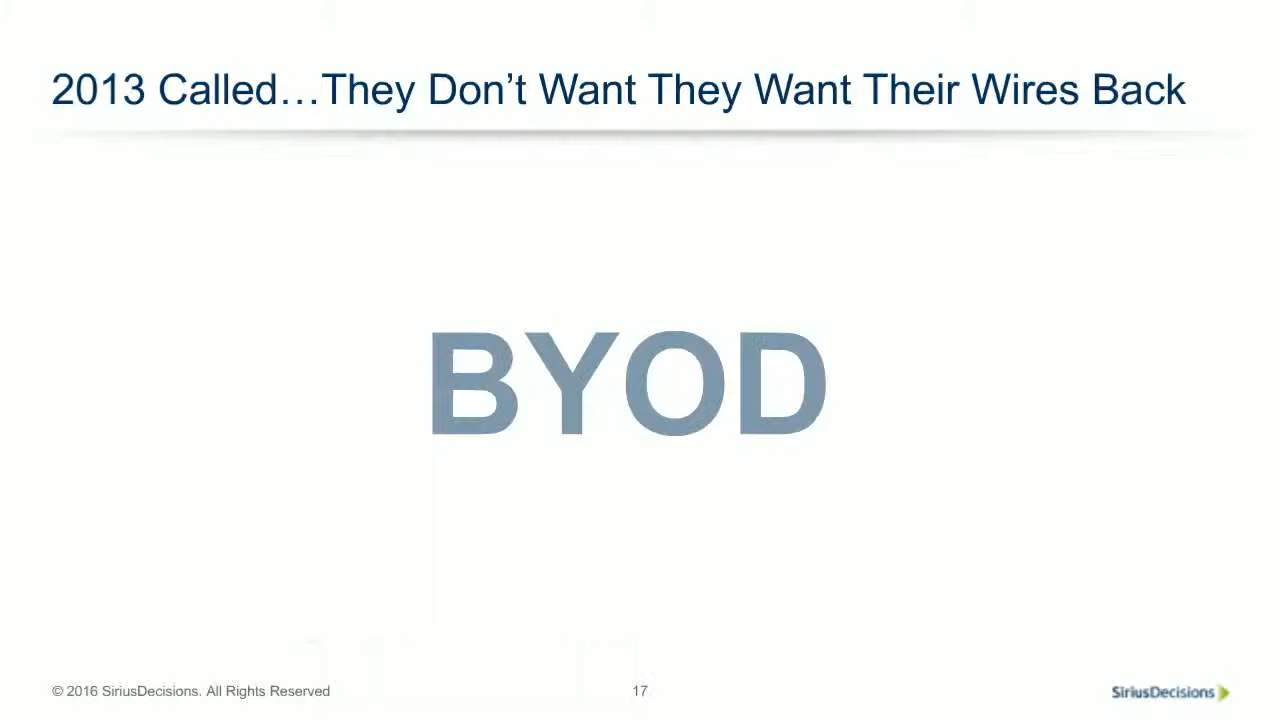 2013 Called…They Don’t Want They Want Their Wires Back
BYOD
© 2016 SiriusDecisions. All Rights Reserved
17
SiriusDecisions